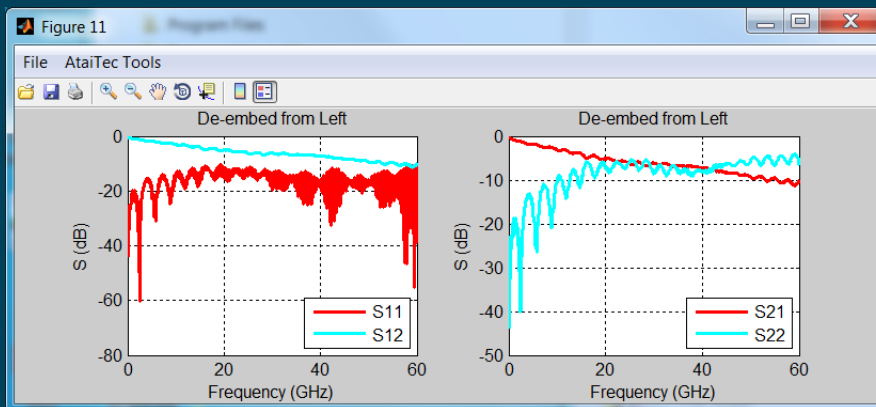 Figure 11
Program Files
File AtaiTec Tools
De-embed from Left
0
-20
-40
-60
-80
S (dB)
0 20 40 60
Frequency (GHz)
S11
S12
De-embed from Left
0
-10
-20
-30
-40
-50
S (dB)
0 20 40 60
Frequency (GHz)
S21
S22